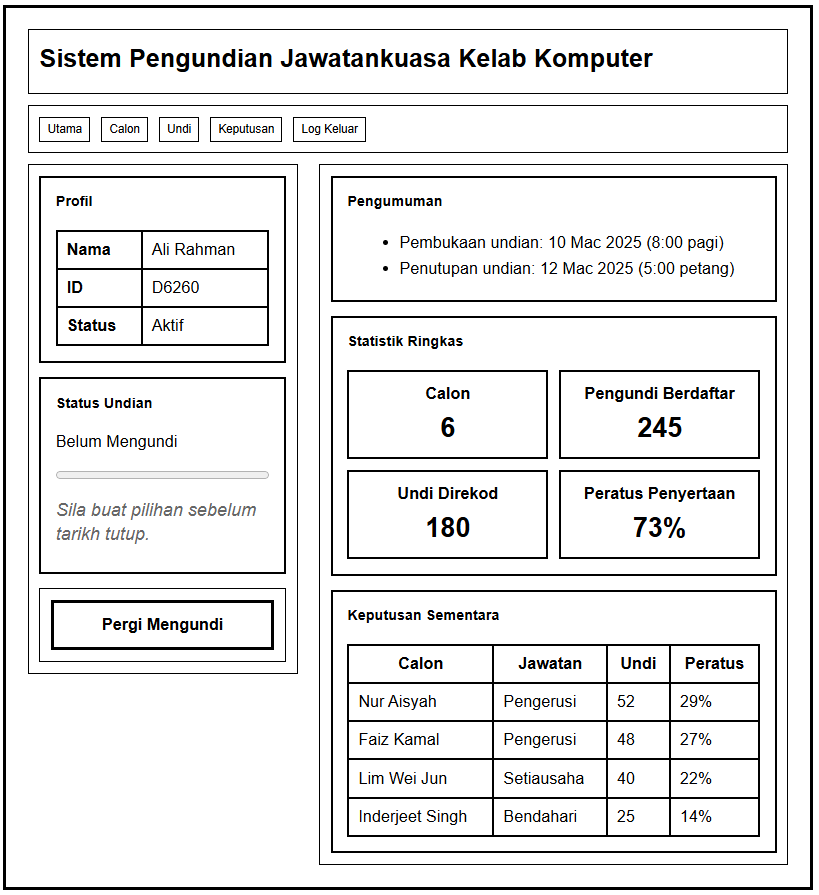 Sistem Pengundian Jawatankuasa Kelab Komputer
Utama Calon Undi Keputusan Log Keluar
Profil
Nama Ali Rahman
ID D6260
Status Aktif
Status Undian
Belum Mengundi
Sila buat pilihan sebelum
tarikh tutup.
Pergi Mengundi
Pengumuman
• Pembukaan undian: 10 Mac 2025 (8:00 pagi)
• Penutupan undian: 12 Mac 2025 (5:00 petang)
Statistik Ringkas
Calon
6
Pengundi Berdaftar
245
Undi Direkod
180
Peratus Penyertaan
73%
Keputusan Sementara
Calon Jawatan Undi Peratus
Nur Aisyah Pengerusi 52 29%
Faiz Kamal Pengerusi 48 27%
Lim Wei Jun Setiausaha 40 22%
Inderjeet Singh Bendahari 25 14%